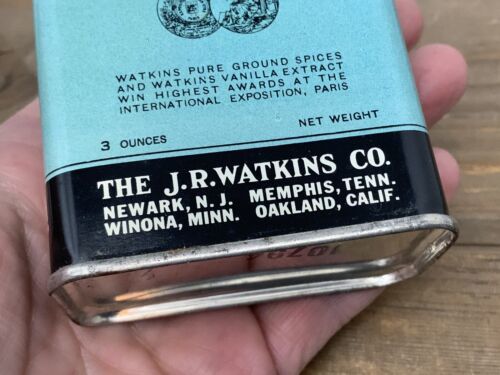 WATKINS PURE GROUND SPICES
AND WATKINS VANILLA EXTRACT
WIN HIGHEST AWARDS AT THE
INTERNATIONAL EXPOSITION, PARIS
3 OUNCES NET WEIGHT
THE J.R.WATKINS CO.
NEWARK, N. J. MEMPHIS, TENN.
WINONA, MINN. OAKLAND, CALIF.